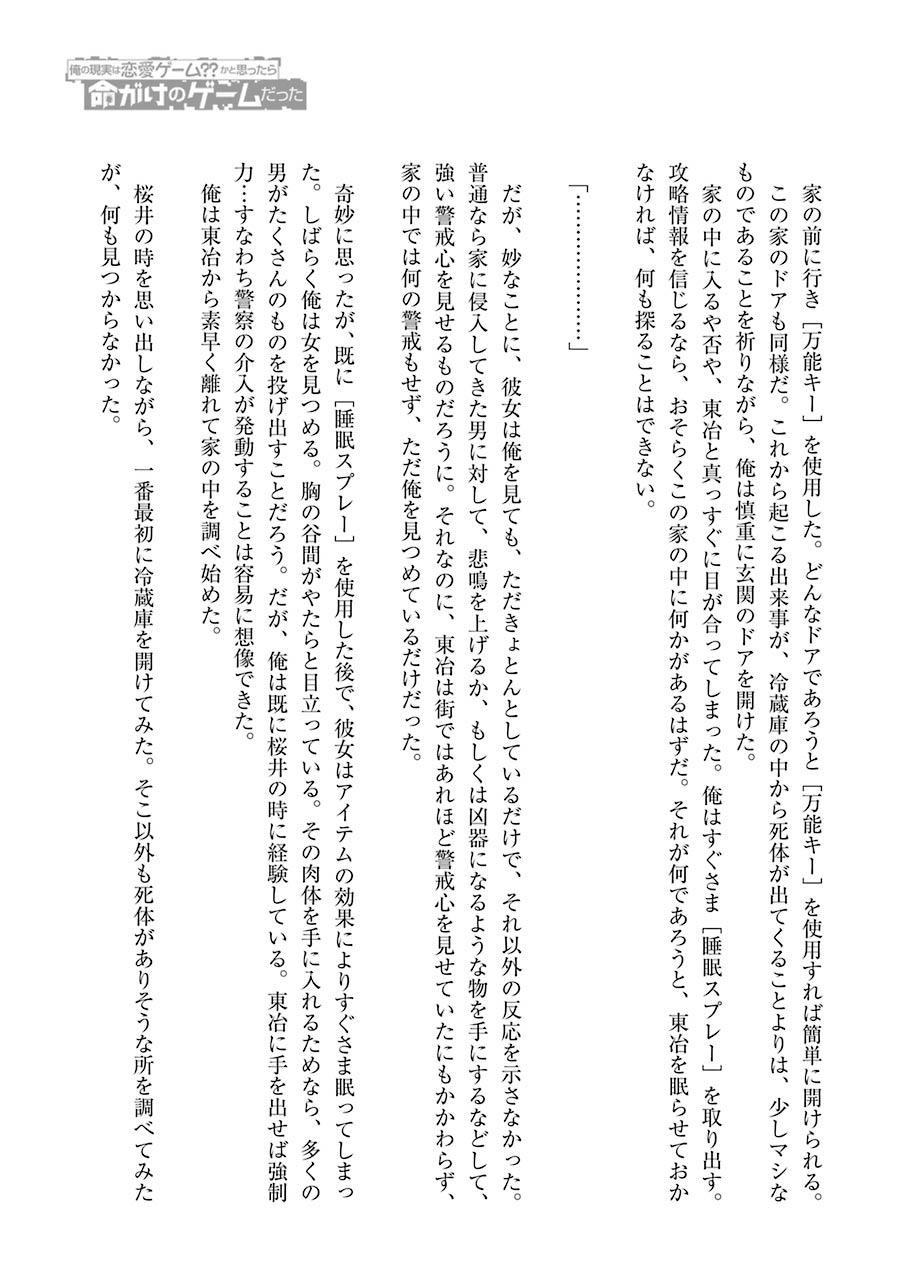 俺の現実は恋愛ゲーム??かと思ったら
命がけのゲームだった
家の前に行き［万能キー］を使用した。どんなドアであろうと［万能キー］を使用すれば簡単に開けられる。
この家のドアも同様だ。これから起こる出来事が、冷蔵庫の中から死体が出てくることよりは、少しマシな
ものであることを祈りながら、俺は慎重に玄関のドアを開けた。
家の中に入るや否や、東冶と真っすぐに目が合ってしまった。俺はすぐさま［睡眠スプレー］を取り出す。
攻略情報を信じるなら、おそらくこの家の中に何かがあるはずだ。それが何であろうと、東冶を眠らせておか
なければ、何も探ることはできない。
「………………」
だが、妙なことに、彼女は俺を見ても、ただきょとんとしているだけで、それ以外の反応を示さなかった。
普通なら家に侵入してきた男に対して、悲鳴を上げるか、もしくは凶器になるような物を手にするなどして、
強い警戒心を見せるものだろうに。それなのに、東冶は街ではあれほど警戒心を見せていたにもかかわらず、
家の中では何の警戒もせず、ただ俺を見つめているだけだった。
奇妙に思ったが、既に［睡眠スプレー］を使用した後で、彼女はアイテムの効果によりすぐさま眠ってしまっ
た。しばらく俺は女を見つめる。胸の谷間がやたらと目立っている。その肉体を手に入れるためなら、多くの
男がたくさんのものを投げ出すことだろう。だが、俺は既に桜井の時に経験している。東冶に手を出せば強制
力…すなわち警察の介入が発動することは容易に想像できた。
俺は東冶から素早く離れて家の中を調べ始めた。
桜井の時を思い出しながら、一番最初に冷蔵庫を開けてみた。そこ以外も死体がありそうな所を調べてみた
が、何も見つからなかった。